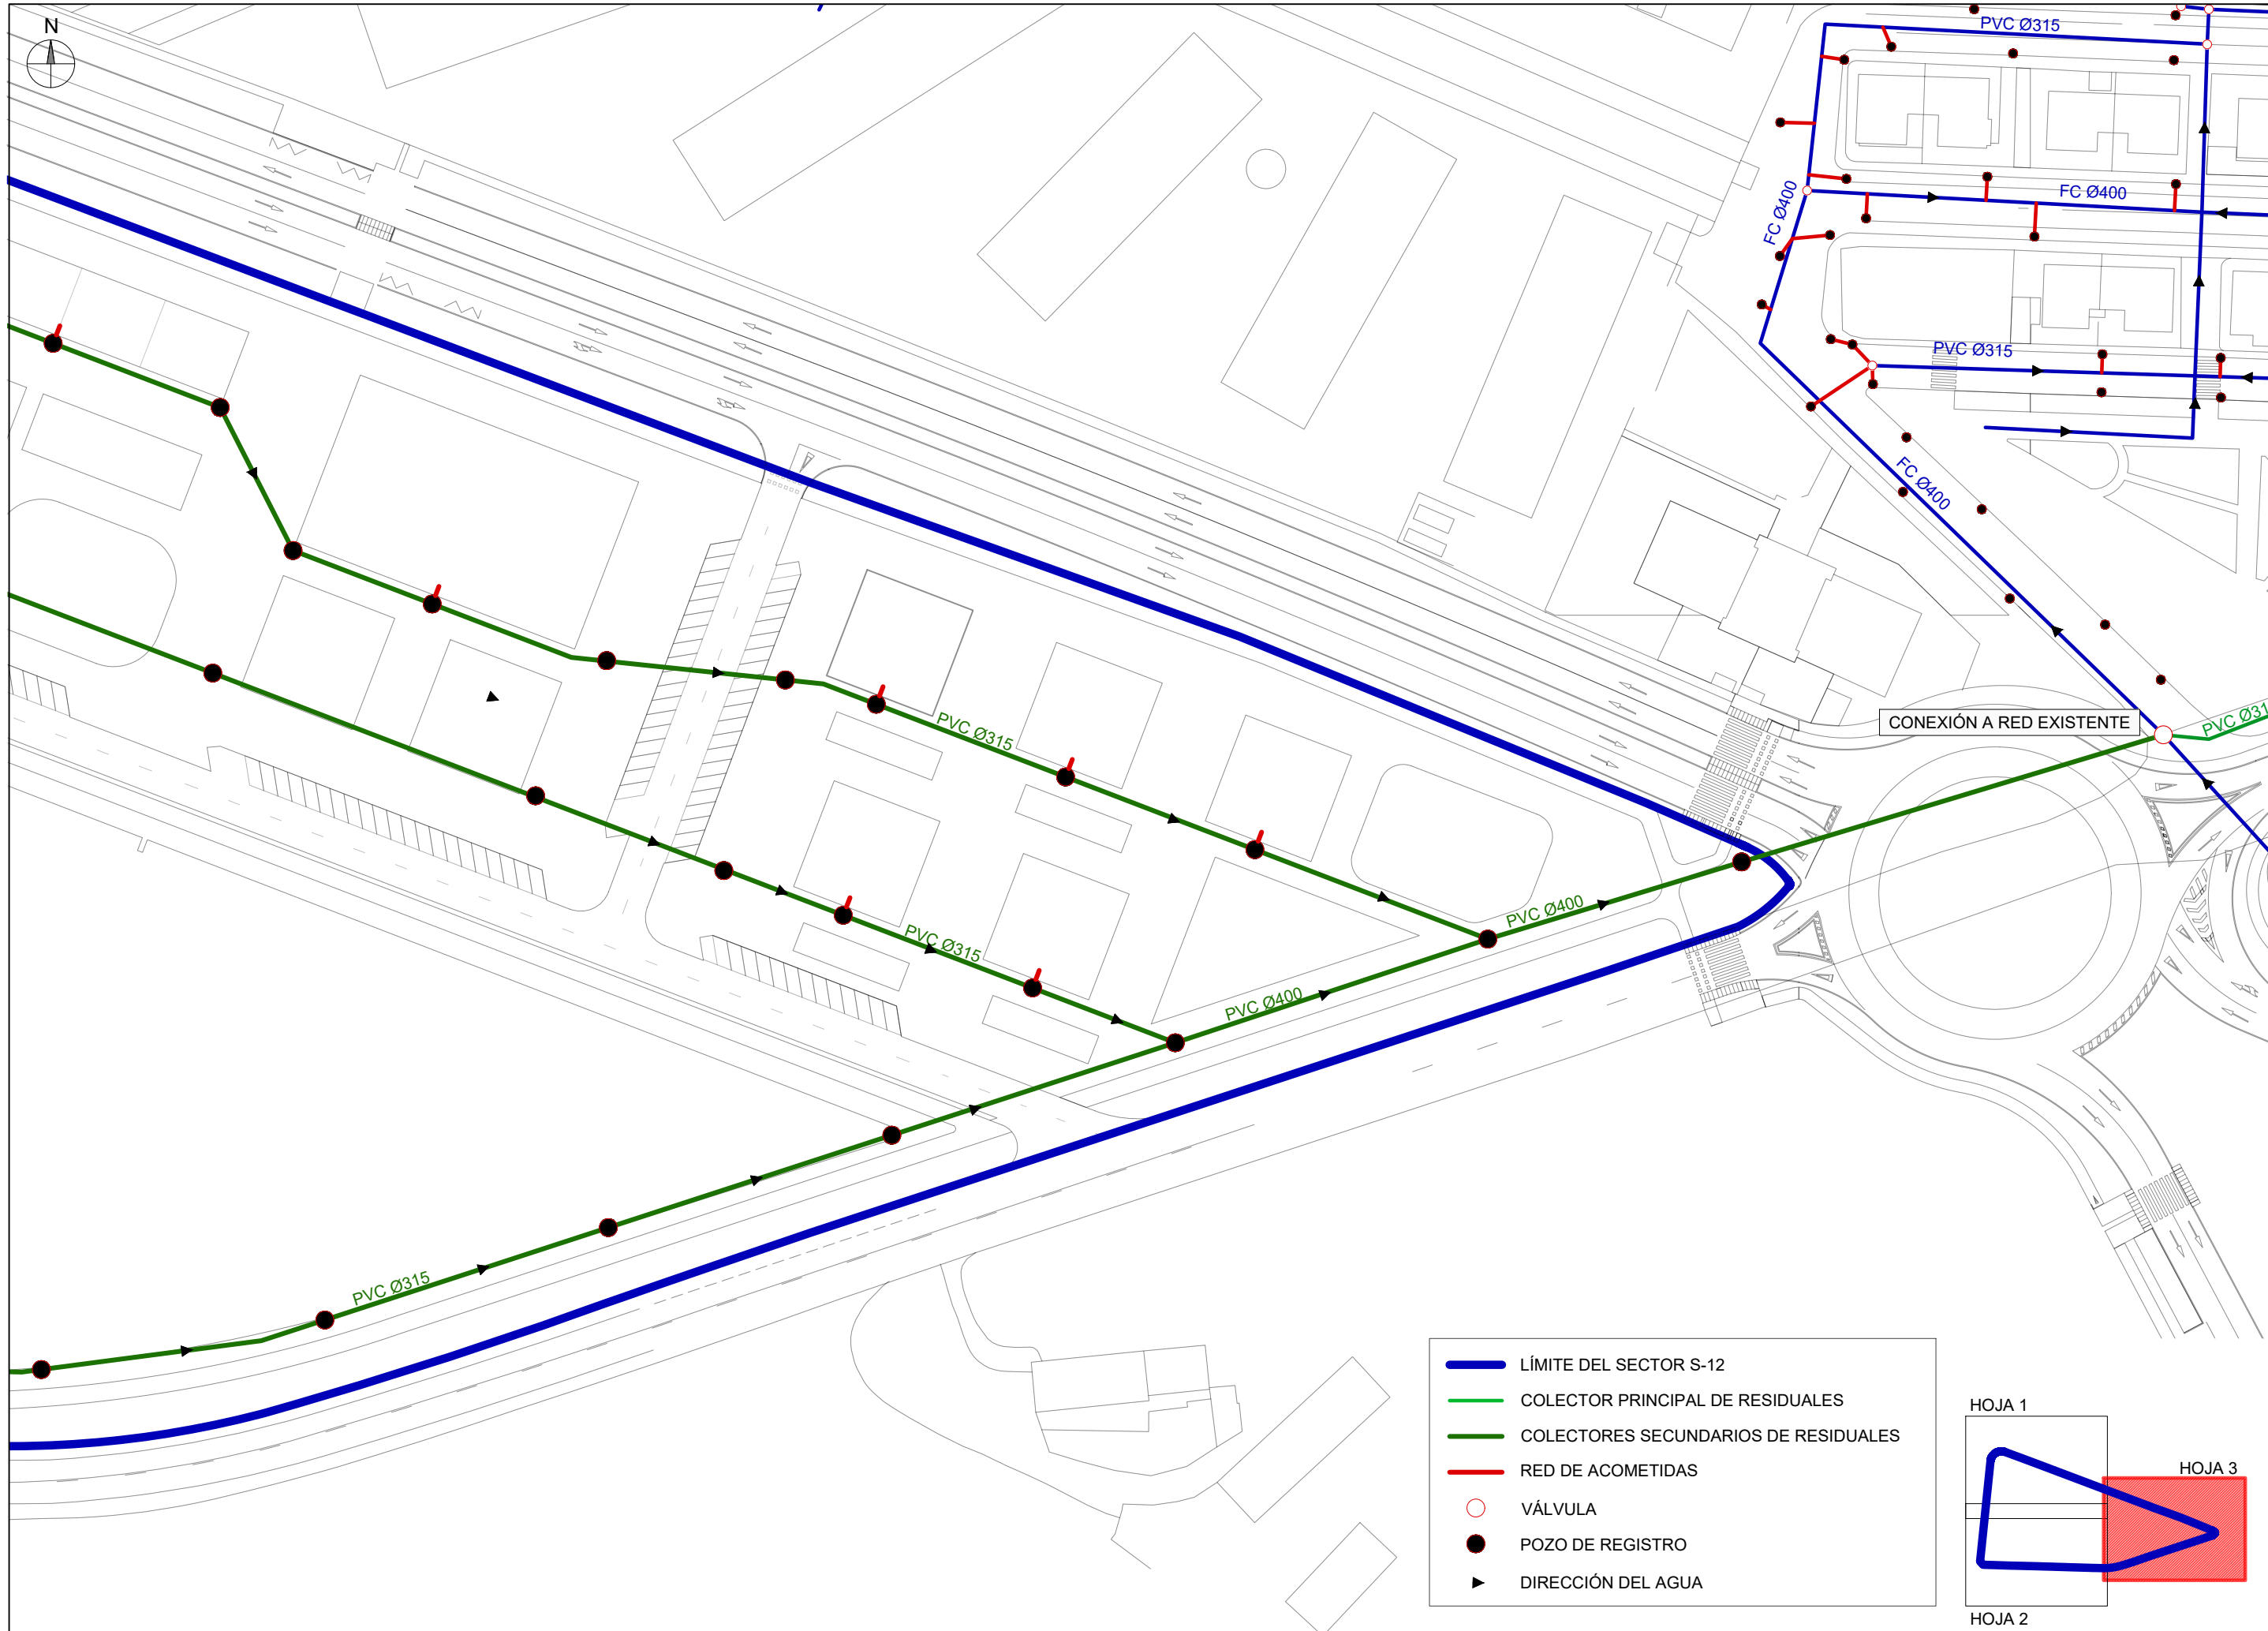 N
PVC Ø315
FC Ø400
FC Ø400
PVC Ø315
FC Ø400
CONEXIÓN A RED EXISTENTE
PVC Ø31
PVC Ø315
PVC Ø400
PVC Ø315
PVC Ø400
PVC Ø315
LÍMITE DEL SECTOR S-12
COLECTOR PRINCIPAL DE RESIDUALES
COLECTORES SECUNDARIOS DE RESIDUALES
RED DE ACOMETIDAS
VÁLVULA
POZO DE REGISTRO
DIRECCIÓN DEL AGUA
HOJA 1
HOJA 3
HOJA 2